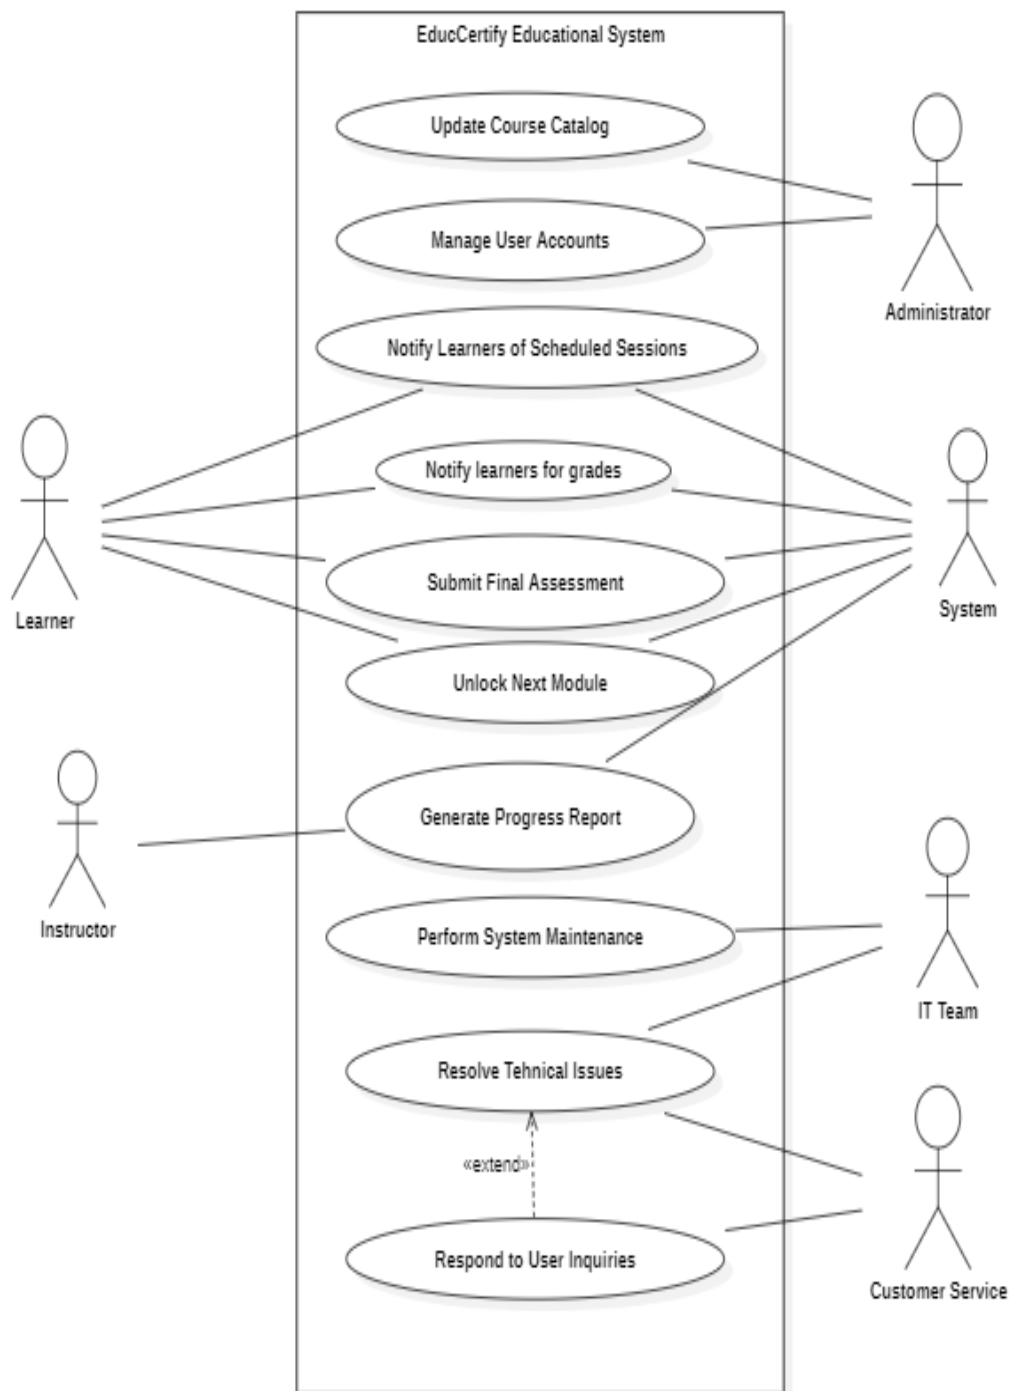 EducCertify Educational System
Update Course Catalog
Manage User Accounts
Administrator
Notify Learners of Scheduled Sessions
Notify learners for grades
Submit Final Assessment
Learner
System
Unlock Next Module
Generate Progress Report
Instructor
Perform System Maintenance
IT Team
Resolve Tehnical Issues
«extend»
Respond to User Inquiries
Customer Service